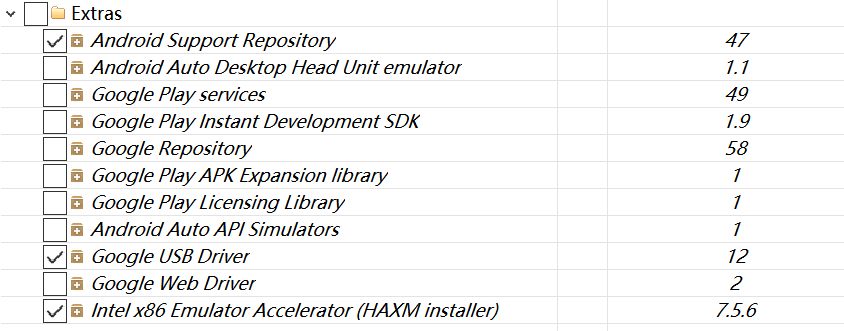 Extras
Android Support Repository 47
Android Auto Desktop Head Unit emulator 1.1
Google Play services 49
Google Play Instant Development SDK 1.9
Google Repository 58
Google Play APK Expansion library 1
Google Play Licensing Library 1
Android Auto API Simulators 1
Google USB Driver 12
Google Web Driver 2
Intel x86 Emulator Accelerator (HAXM installer) 7.5.6